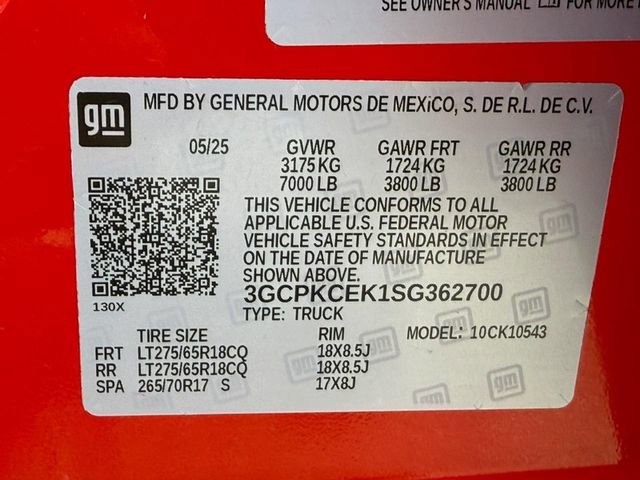 SEE OWNER'S MANUAL FOR MORE
gm MFD BY GENERAL MOTORS DE MEXiCO, S. DE R.L. DE C.V.
05/25 GVWR GAWR FRT GAWR RR
3175 KG 1724 KG 1724 KG
7000 LB 3800 LB 3800 LB
THIS VEHICLE CONFORMS TO ALL
APPLICABLE U.S. FEDERAL MOTOR
VEHICLE SAFETY STANDARDS IN EFFECT
ON THE DATE OF MANUFACTURE
SHOWN ABOVE.
130X
3GCPKCEK1SG362700
TYPE: TRUCK
TIRE SIZE RIM MODEL: 10CK10543
FRT LT275/65R18CQ 18X8.5J
RR LT275/65R18CQ 18X8.5J
SPA 265/70R17 S 17X8J